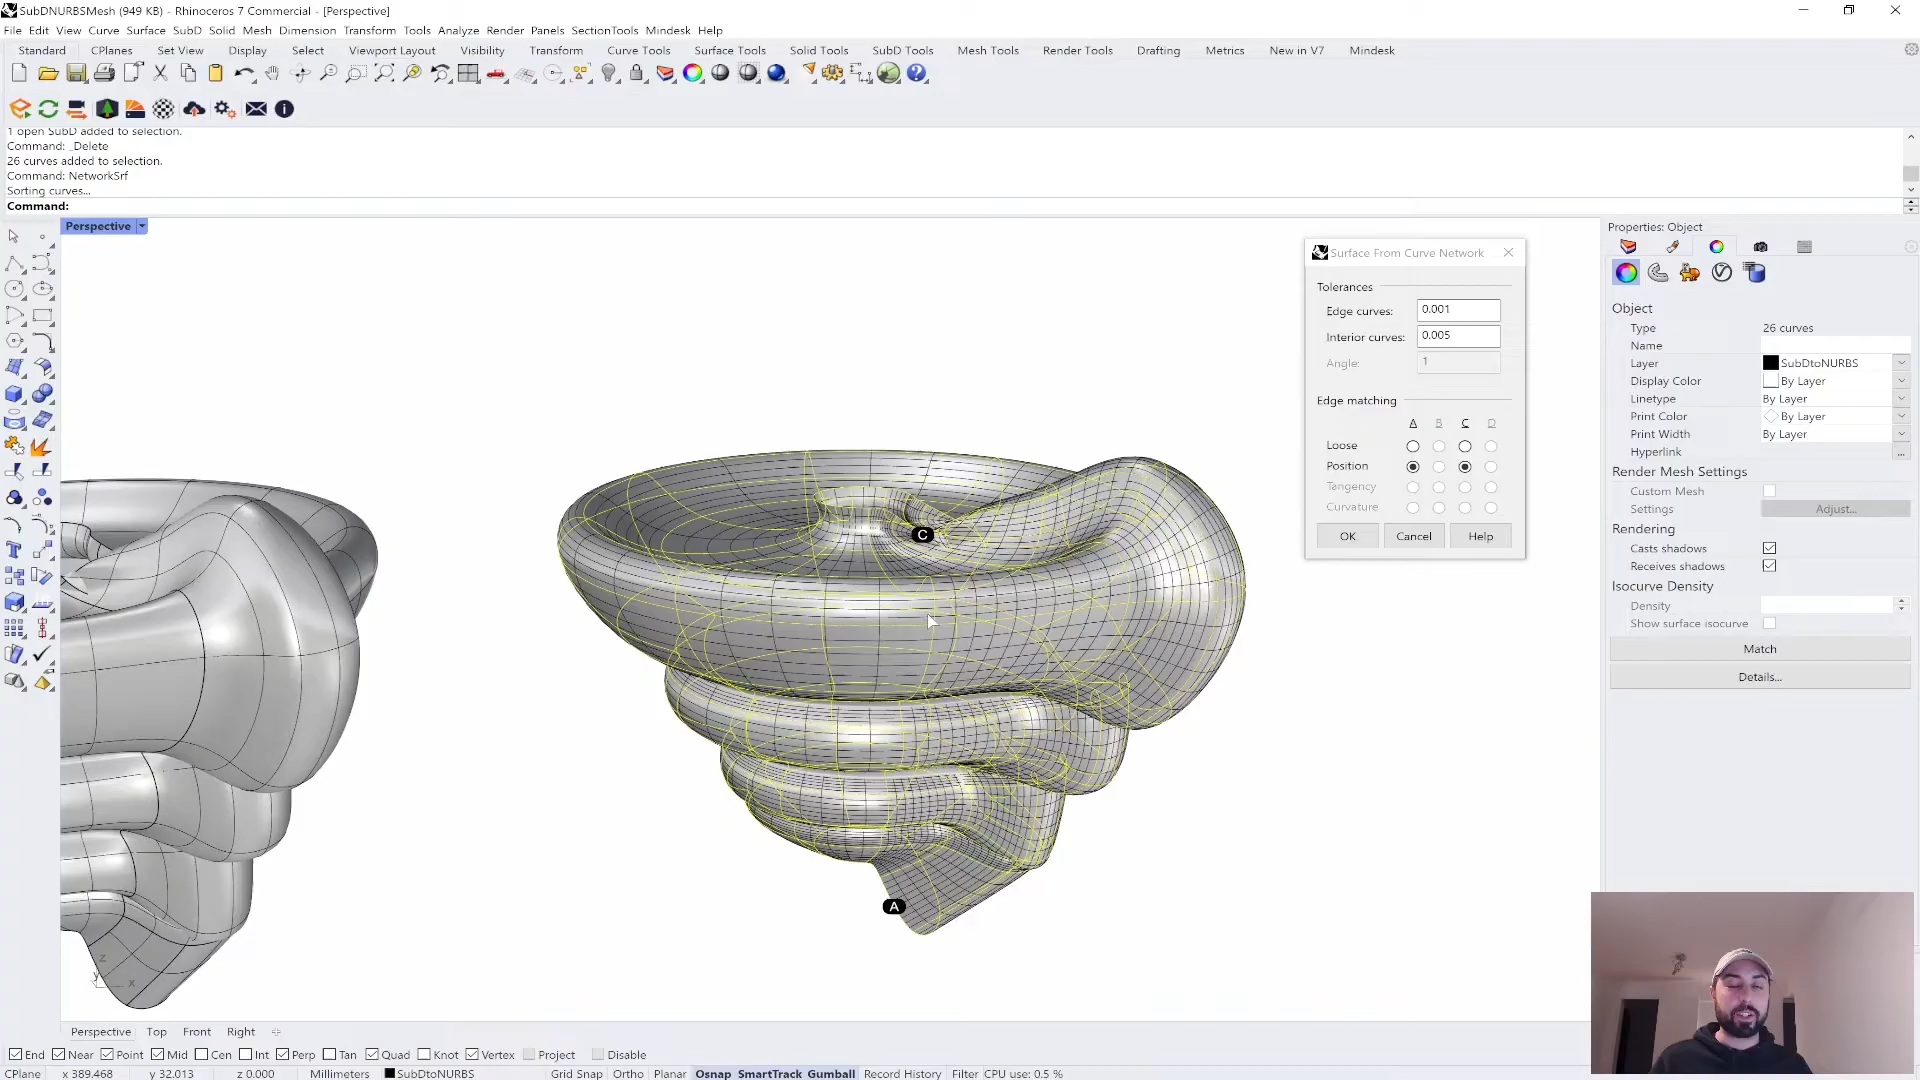 SubDNURBSMesh (949 KB) - Rhinoceros 7 Commercial - [Perspective]
File Edit View Curve Surface SubD Solid Mesh Dimension Transform Tools Analyze Render Panels SectionTools Mindesk Help
Standard CPlanes Set View Display Select Viewport Layout Visibility Transform Curve Tools Surface Tools Solid Tools SubD Tools Mesh Tools Render Tools Drafting Metrics New in V7 Mindesk
1 open SubD added to selection.
Command: _Delete
26 curves added to selection.
Command: NetworkSrf
Sorting curves...
Command:
Perspective
Surface From Curve Network
Tolerances
Edge curves: 0.001
Interior curves: 0.005
Angle: 1
Edge matching
A B C D
Loose
Position
Tangency
Curvature
OK Cancel Help
C
A
z
y x
Properties: Object
Object
Type 26 curves
Name
Layer SubDtoNURBS
Display Color By Layer
Linetype By Layer
Print Color By Layer
Print Width By Layer
Hyperlink ...
Render Mesh Settings
Custom Mesh
Settings Adjust...
Rendering
Casts shadows
Receives shadows
Isocurve Density
Density
Show surface isocurve
Match
Details...
Perspective Top Front Right
End Near Point Mid Cen Int Perp Tan Quad Knot Vertex Project Disable
CPlane x 389.468 y 32.013 z 0.000 Millimeters SubDtoNURBS Grid Snap Ortho Planar Osnap SmartTrack Gumball Record History Filter CPU use: 0.5 %